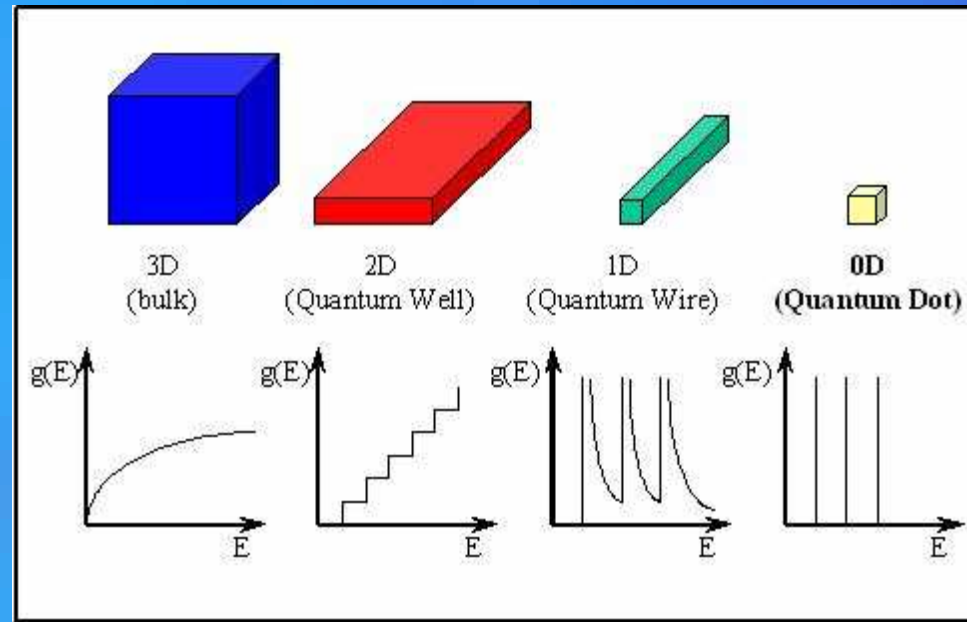 3D
(bulk)
2D
(Quantum Well)
1D
(Quantum Wire)
0D
(Quantum Dot)
g(E)
E
g(E)
E
g(E)
E
g(E)
E